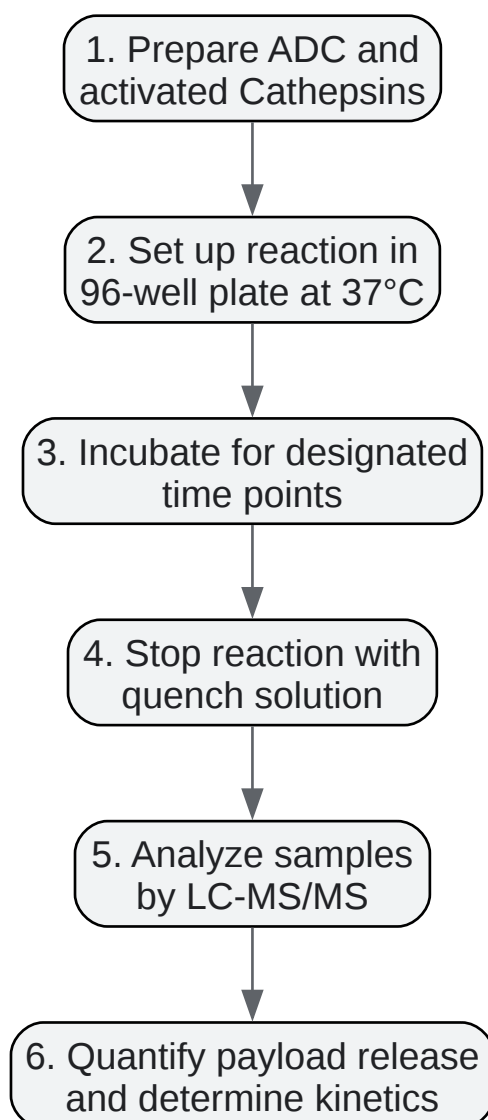 1. Prepare ADC and
activated Cathepsins
2. Set up reaction in
96-well plate at 37°C
3. Incubate for designated
time points
4. Stop reaction with
quench solution
5. Analyze samples
by LC-MS/MS
6. Quantify payload release
and determine kinetics